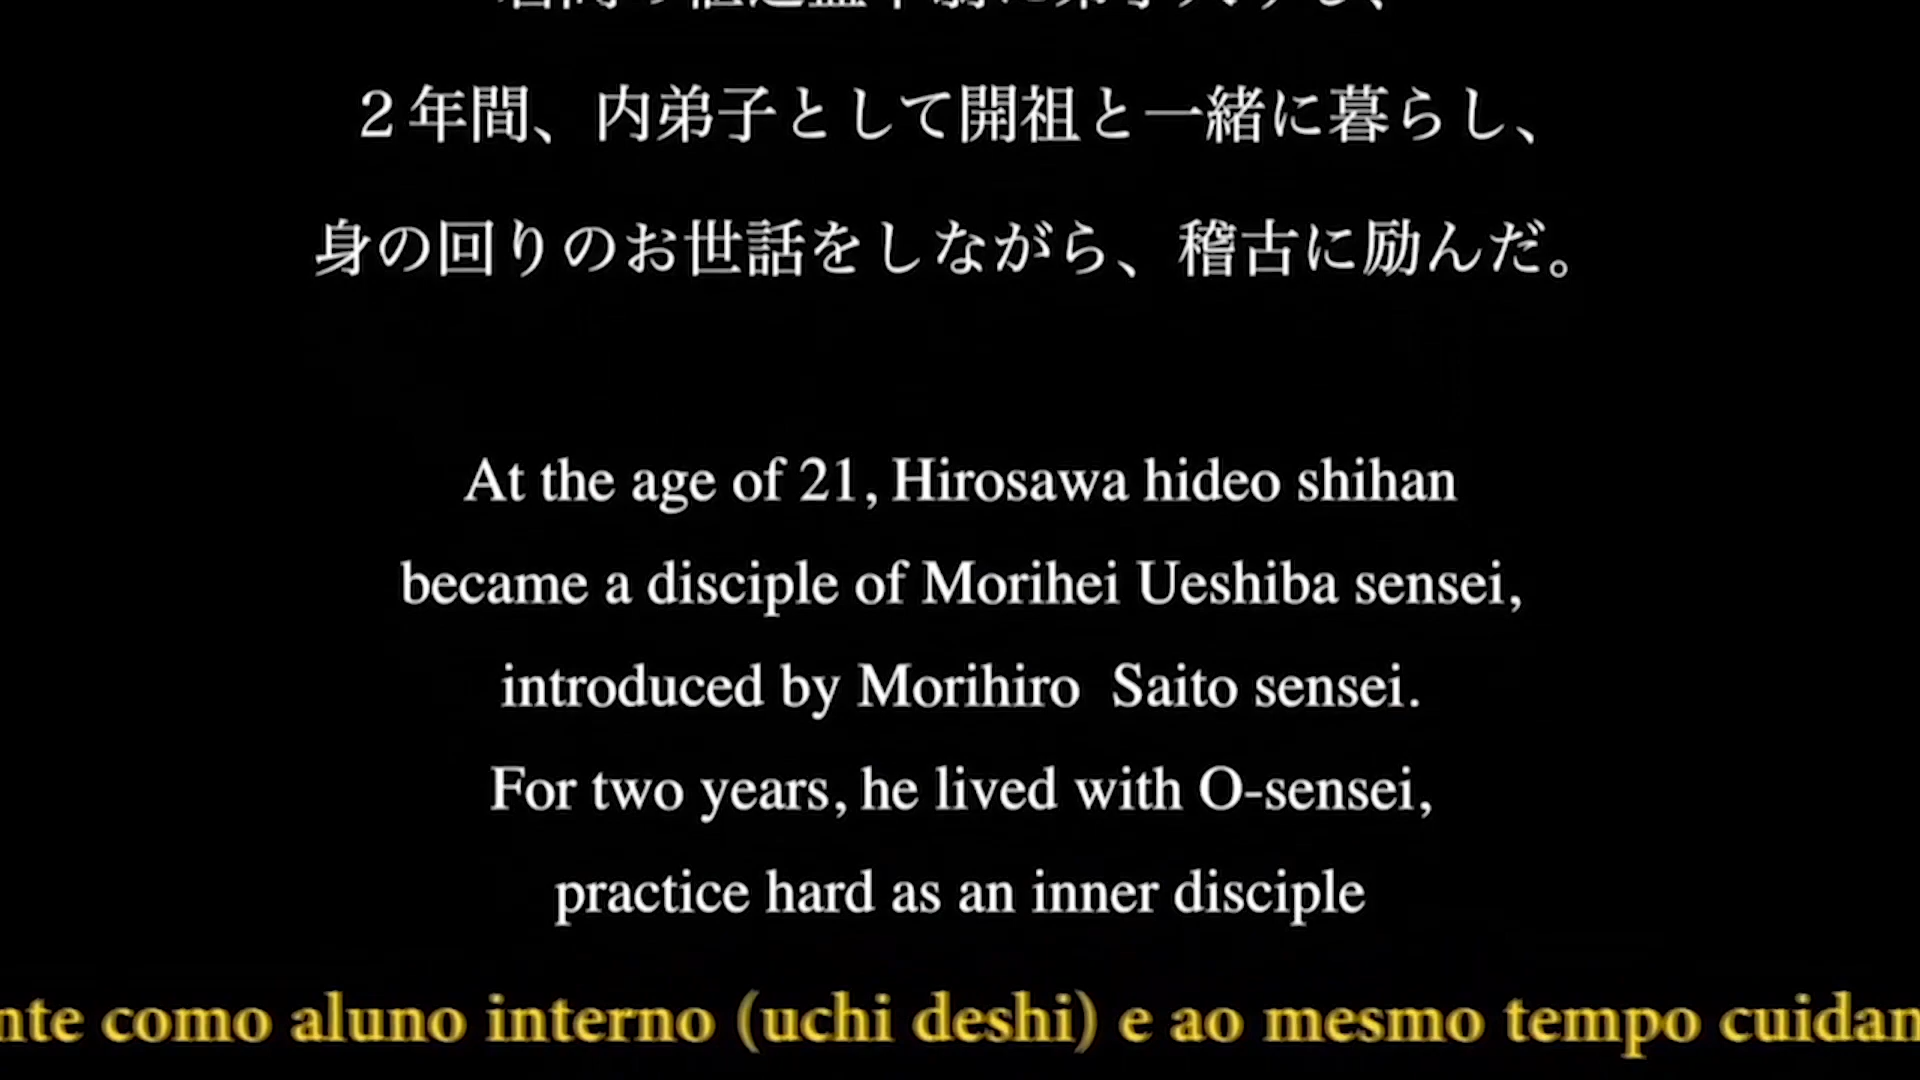 ２年間、内弟子として開祖と一緒に暮らし、
身の回りのお世話をしながら、稽古に励んだ。
At the age of 21, Hirosawa hideo shihan
became a disciple of Morihei Ueshiba sensei,
introduced by Morihiro  Saito sensei.
For two years, he lived with O-sensei,
practice hard as an inner disciple
nte como aluno interno (uchi deshi) e ao mesmo tempo cuidan